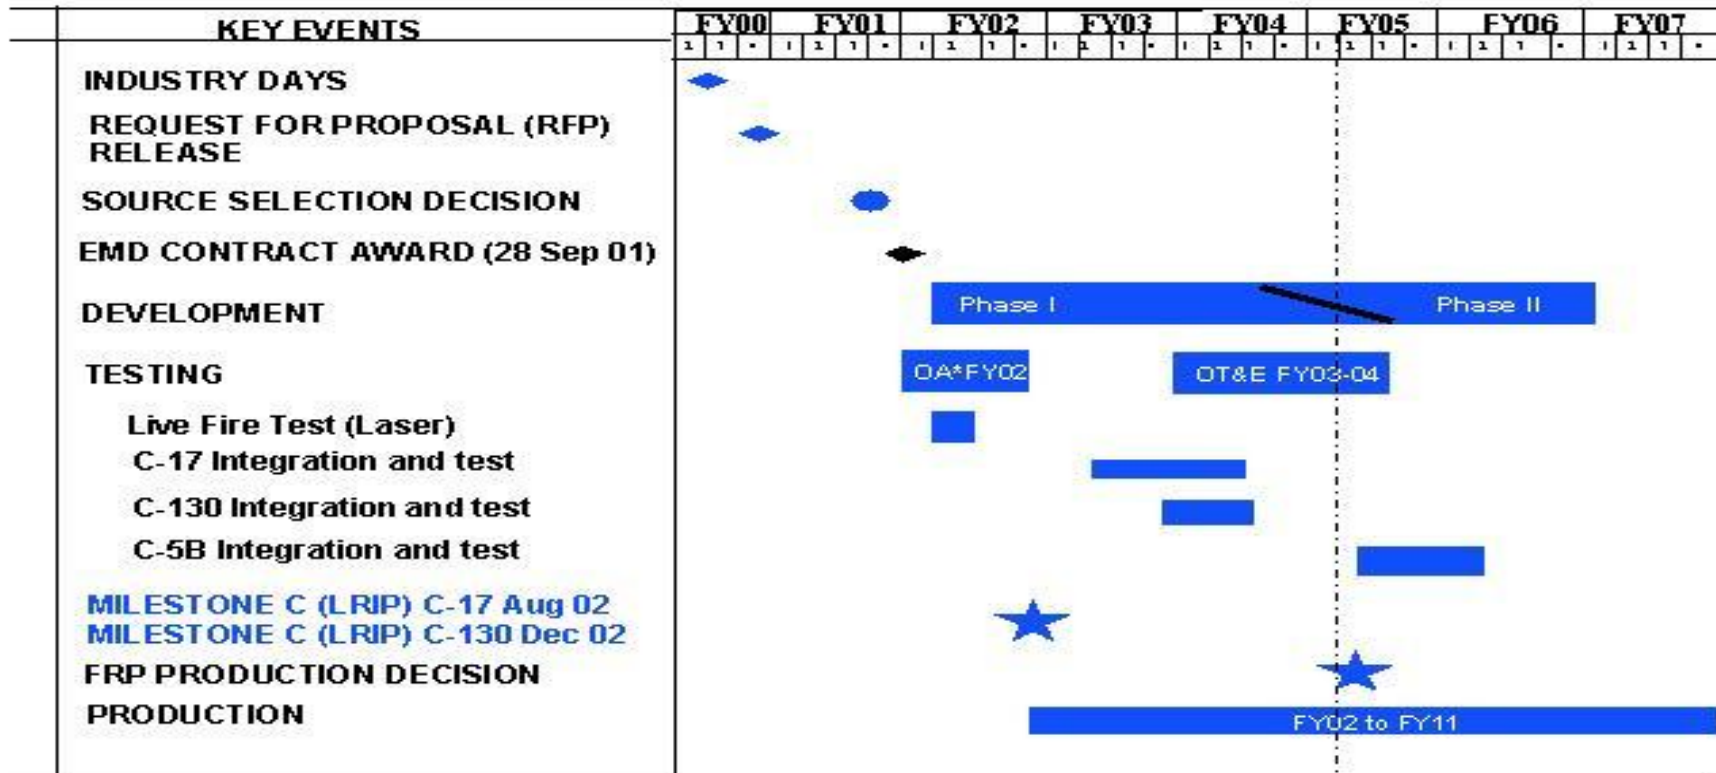 KEY EVENTS FY00 FY01 FY02 FY03 FY04 FY05 FY06 FY07
INDUSTRY DAYS
REQUEST FOR PROPOSAL (RFP)
RELEASE
SOURCE SELECTION DECISION
EMD CONTRACT AWARD (28 Sep 01)
DEVELOPMENT Phase I Phase II
TESTING OA*FY02 OT&E FY03-04
Live Fire Test (Laser)
C-17 Integration and test
C-130 Integration and test
C-5B Integration and test
MILESTONE C (LRIP) C-17 Aug 02
MILESTONE C (LRIP) C-130 Dec 02
FRP PRODUCTION DECISION
PRODUCTION FY02 to FY11